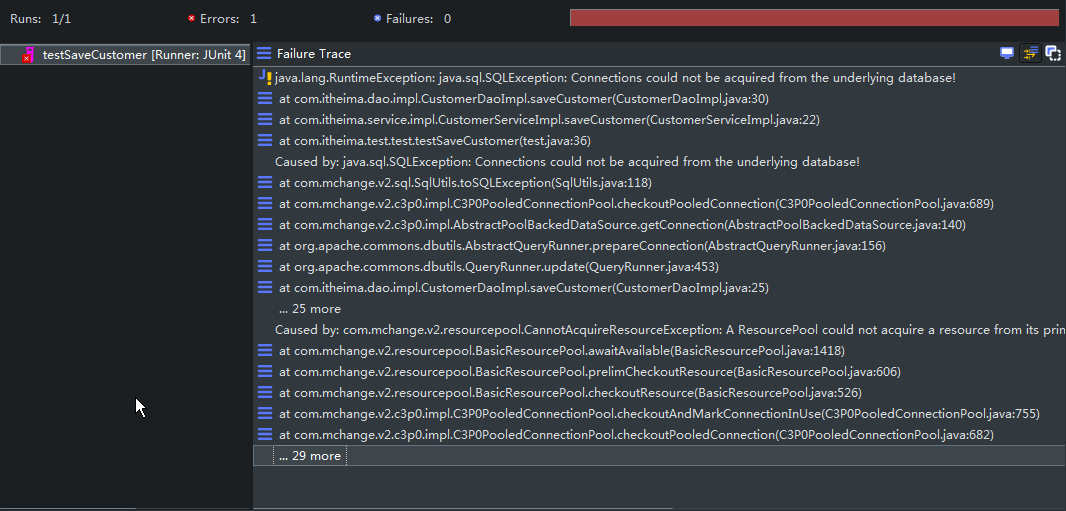 Runs: 1/1 Errors: 1 Failures: 0
testSaveCustomer [Runner: JUnit 4]
Failure Trace
java.lang.RuntimeException: java.sql.SQLException: Connections could not be acquired from the underlying database!
at com.itheima.dao.impl.CustomerDaoImpl.saveCustomer(CustomerDaoImpl.java:30)
at com.itheima.service.impl.CustomerServiceImpl.saveCustomer(CustomerServiceImpl.java:22)
at com.itheima.test.test.testSaveCustomer(test.java:36)
Caused by: java.sql.SQLException: Connections could not be acquired from the underlying database!
at com.mchange.v2.sql.SqlUtils.toSQLException(SqlUtils.java:118)
at com.mchange.v2.c3p0.impl.C3P0PooledConnectionPool.checkoutPooledConnection(C3P0PooledConnectionPool.java:689)
at com.mchange.v2.c3p0.impl.AbstractPoolBackedDataSource.getConnection(AbstractPoolBackedDataSource.java:140)
at org.apache.commons.dbutils.AbstractQueryRunner.prepareConnection(AbstractQueryRunner.java:156)
at org.apache.commons.dbutils.QueryRunner.update(QueryRunner.java:453)
at com.itheima.dao.impl.CustomerDaoImpl.saveCustomer(CustomerDaoImpl.java:25)
... 25 more
Caused by: com.mchange.v2.resourcepool.CannotAcquireResourceException: A ResourcePool could not acquire a resource from its prin
at com.mchange.v2.resourcepool.BasicResourcePool.awaitAvailable(BasicResourcePool.java:1418)
at com.mchange.v2.resourcepool.BasicResourcePool.prelimCheckoutResource(BasicResourcePool.java:606)
at com.mchange.v2.resourcepool.BasicResourcePool.checkoutResource(BasicResourcePool.java:526)
at com.mchange.v2.c3p0.impl.C3P0PooledConnectionPool.checkoutAndMarkConnectionInUse(C3P0PooledConnectionPool.java:755)
at com.mchange.v2.c3p0.impl.C3P0PooledConnectionPool.checkoutPooledConnection(C3P0PooledConnectionPool.java:682)
... 29 more